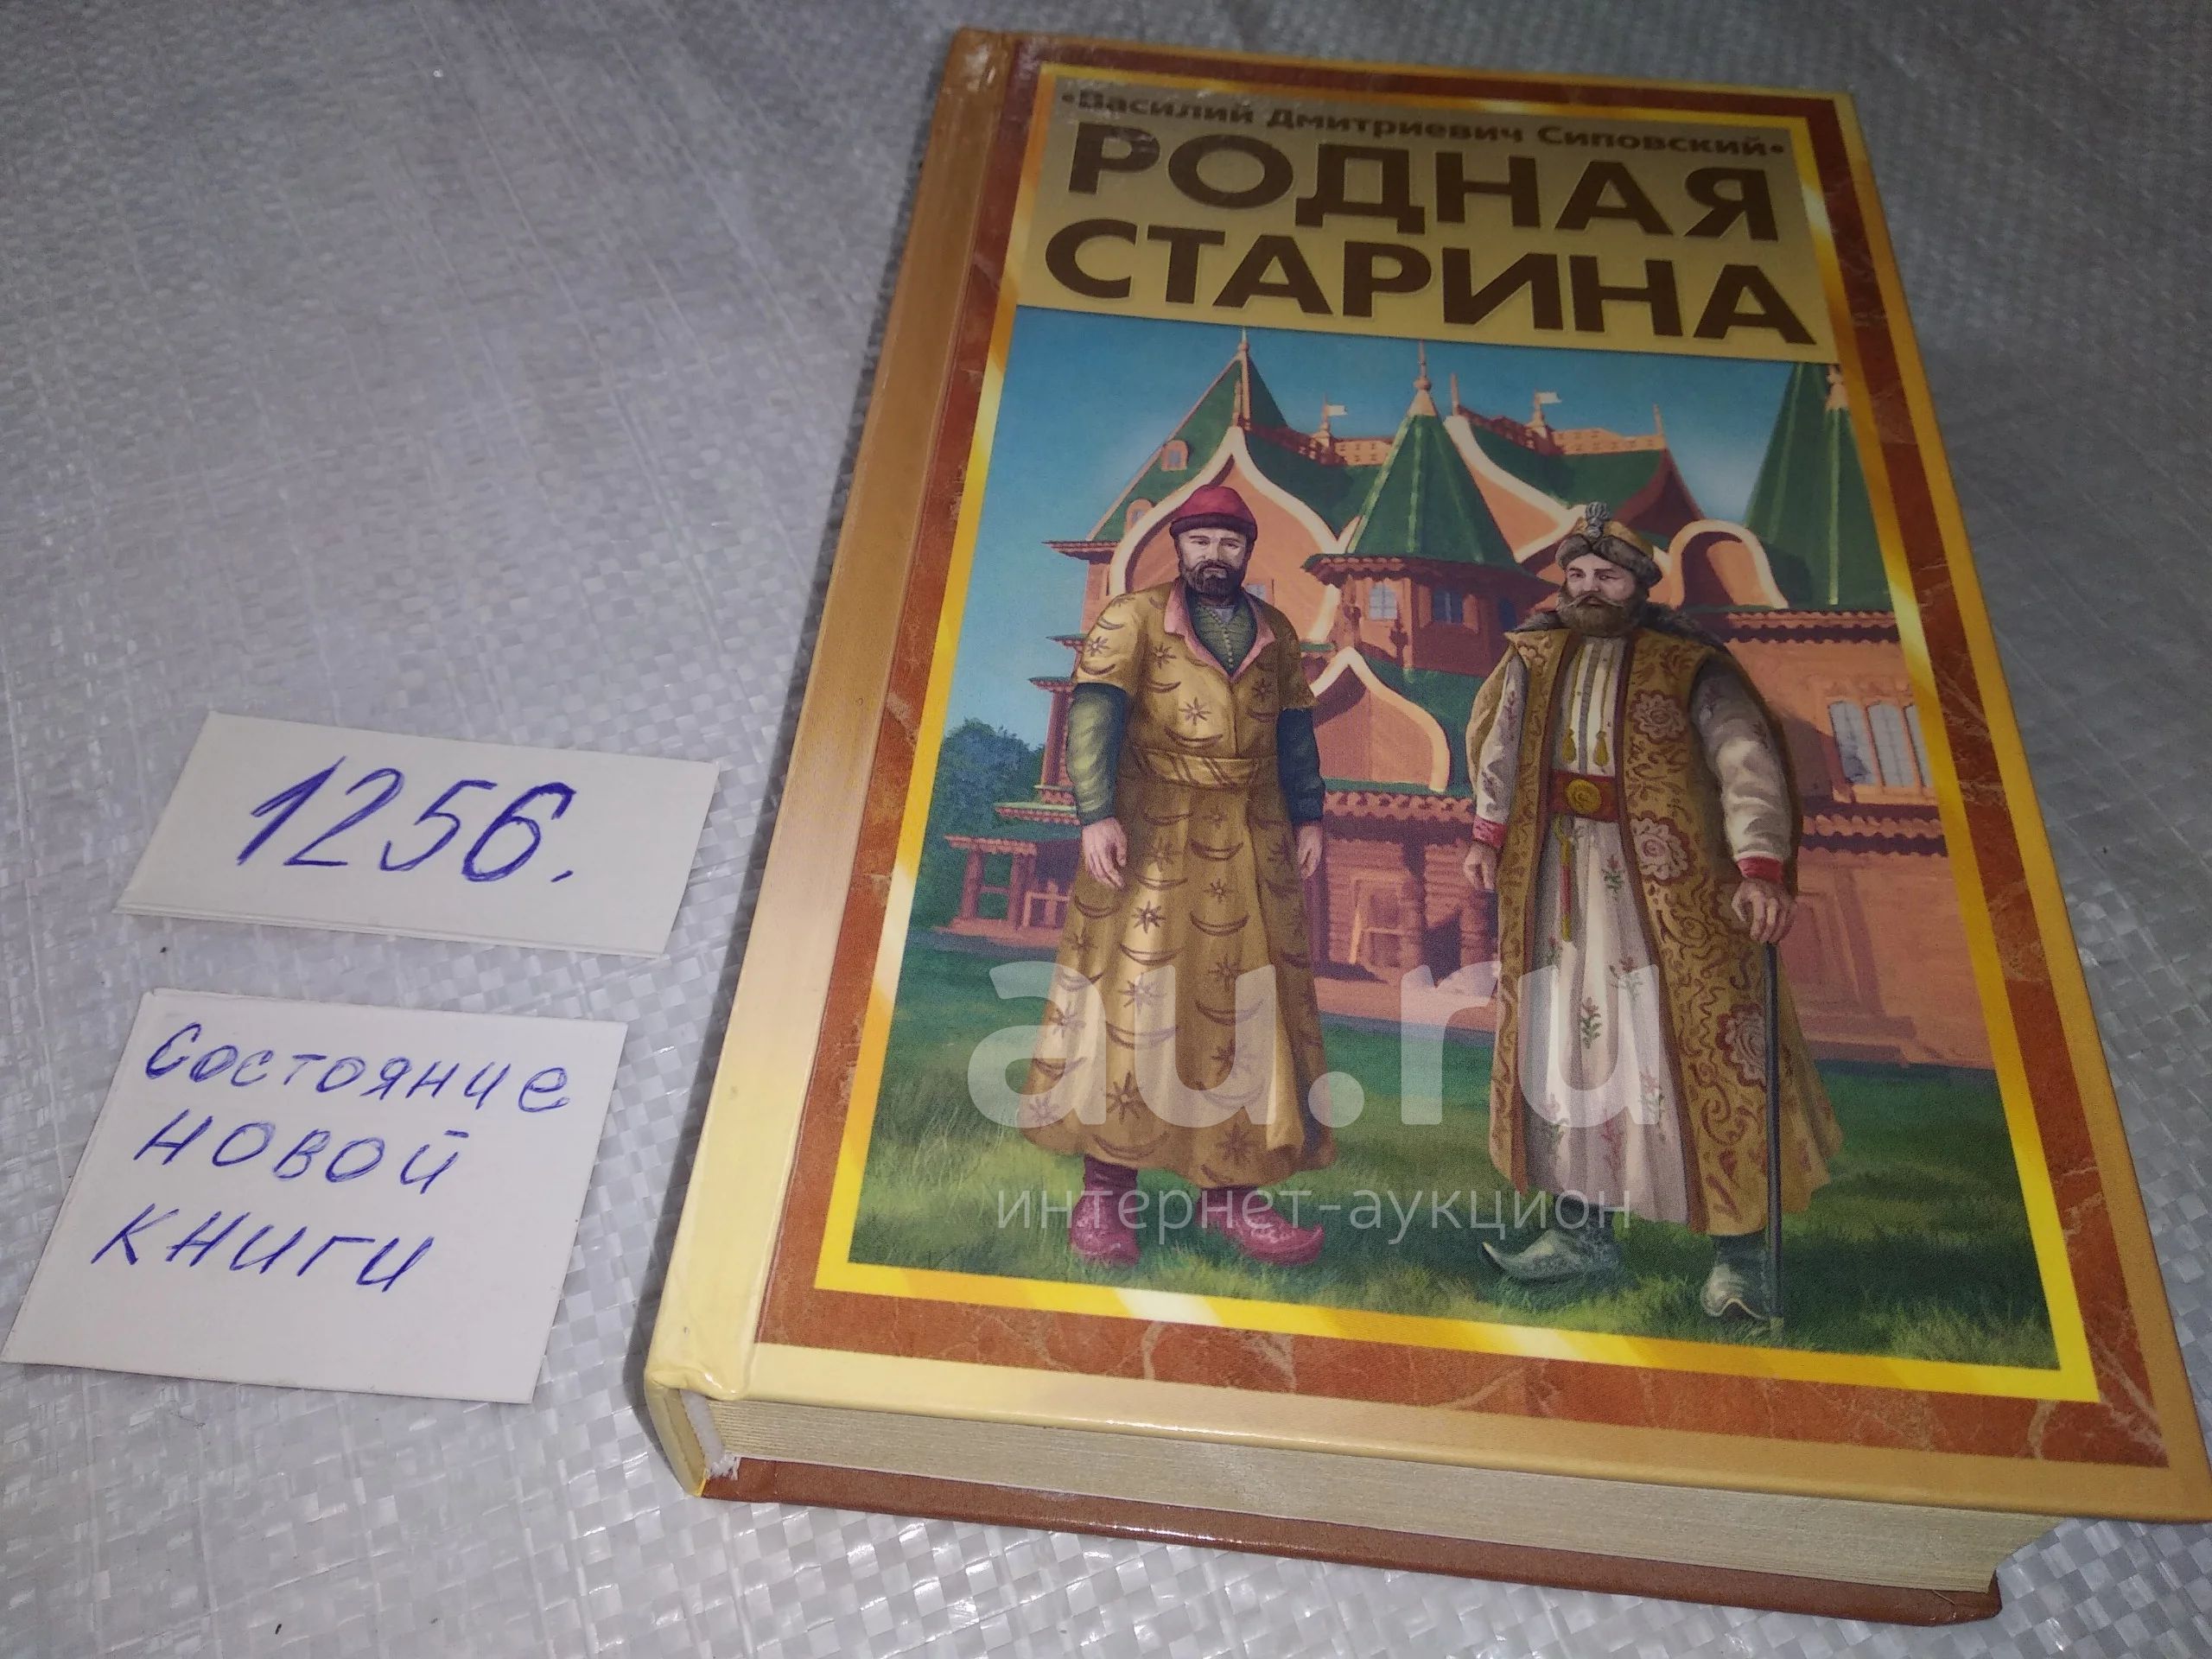 «Василий Дмитриевич Сиповский»
РОДНАЯ
СТАРИНА
1256.
Состояние
новой
книги
au.ru
интернет-аукцион